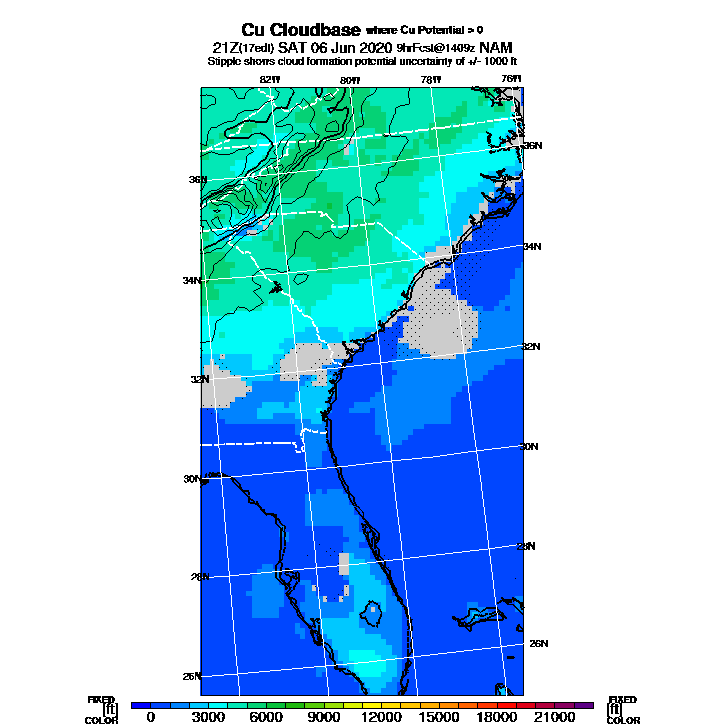 Cu Cloudbase where Cu Potential > 0
21Z(17edt) SAT 06 Jun 2020 9hrFcst@1409z NAM
Stipple shows cloud formation potential uncertainty of +/- 1000 ft
82W 80W 78W 76W
36N
36N
34N
34N
32N
32N
30N
30N
28N
28N
26N
26N
FIXED FIXED
[ft] [ft]
COLOR COLOR
0 3000 6000 9000 12000 15000 18000 21000